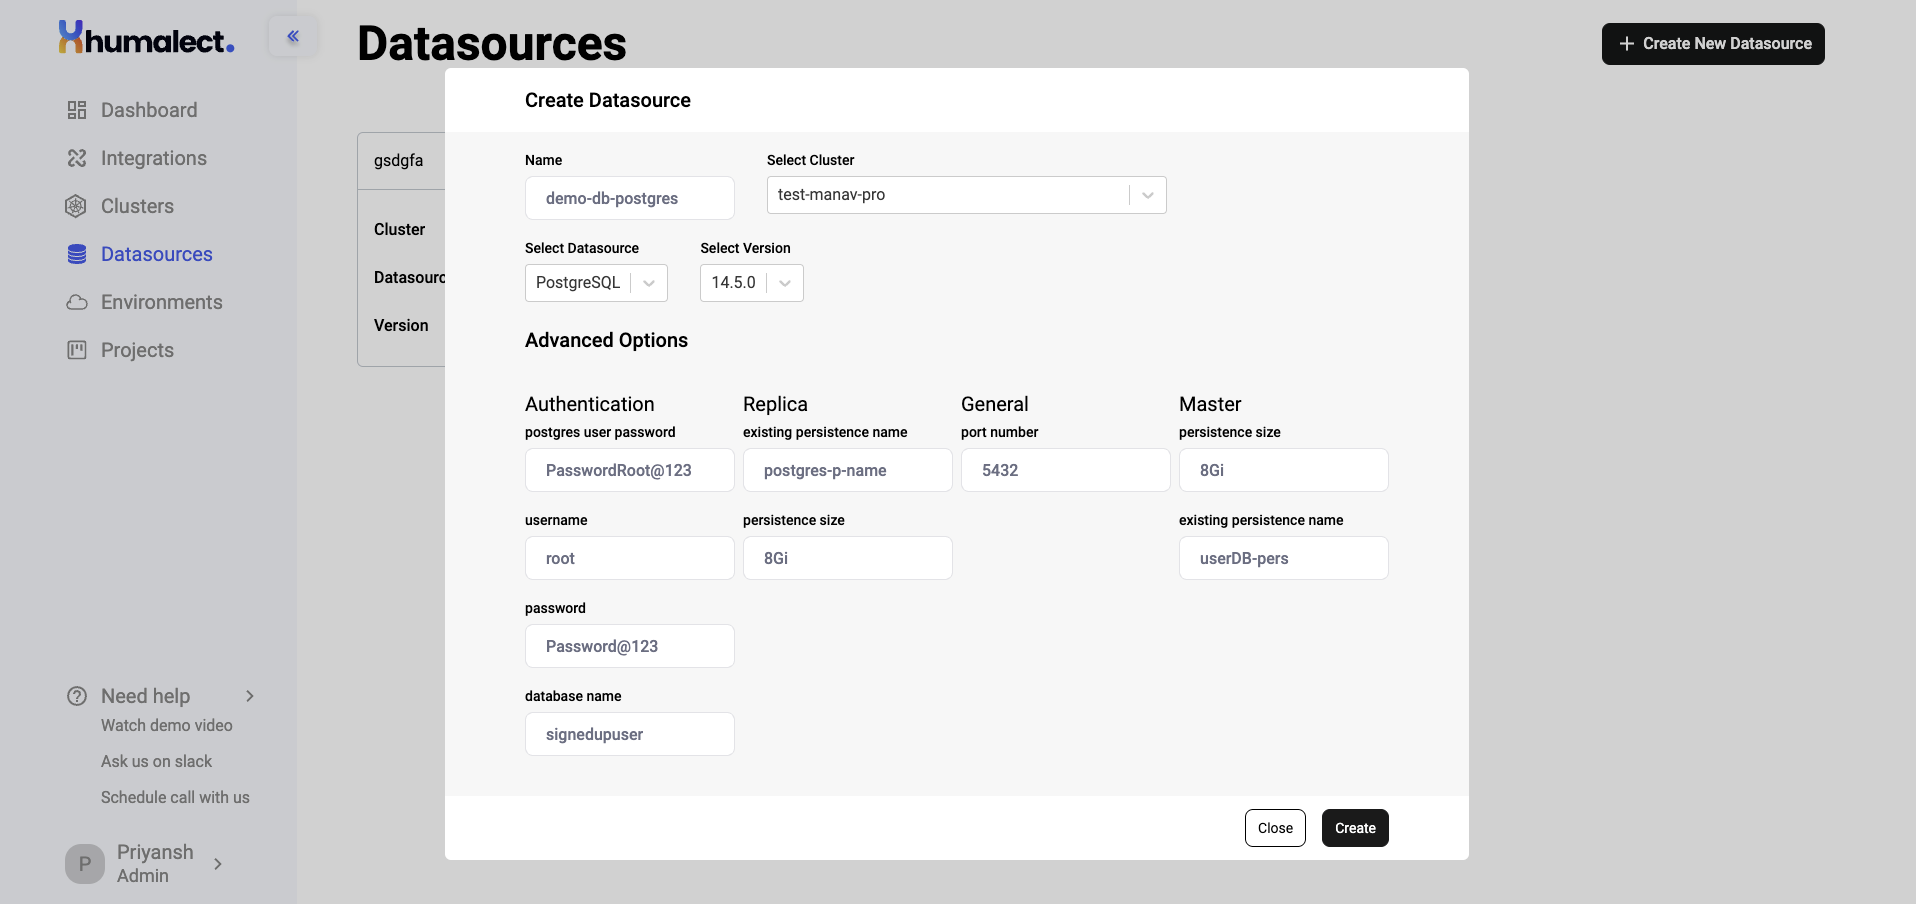 humalect.
Dashboard
Integrations
Clusters
Datasources
Environments
Projects
Need help
Watch demo video
Ask us on slack
Schedule call with us
P
Priyansh
Admin
Datasources
+ Create New Datasource
gsdgfa
Cluster
Datasourc
Version
Create Datasource
Name
Select Cluster
demo-db-postgres
test-manav-pro
Select Datasource
Select Version
PostgreSQL
14.5.0
Advanced Options
Authentication
Replica
General
Master
postgres user password
existing persistence name
port number
persistence size
PasswordRoot@123
postgres-p-name
5432
8Gi
username
persistence size
existing persistence name
root
8Gi
userDB-pers
password
Password@123
database name
signedupuser
Close
Create